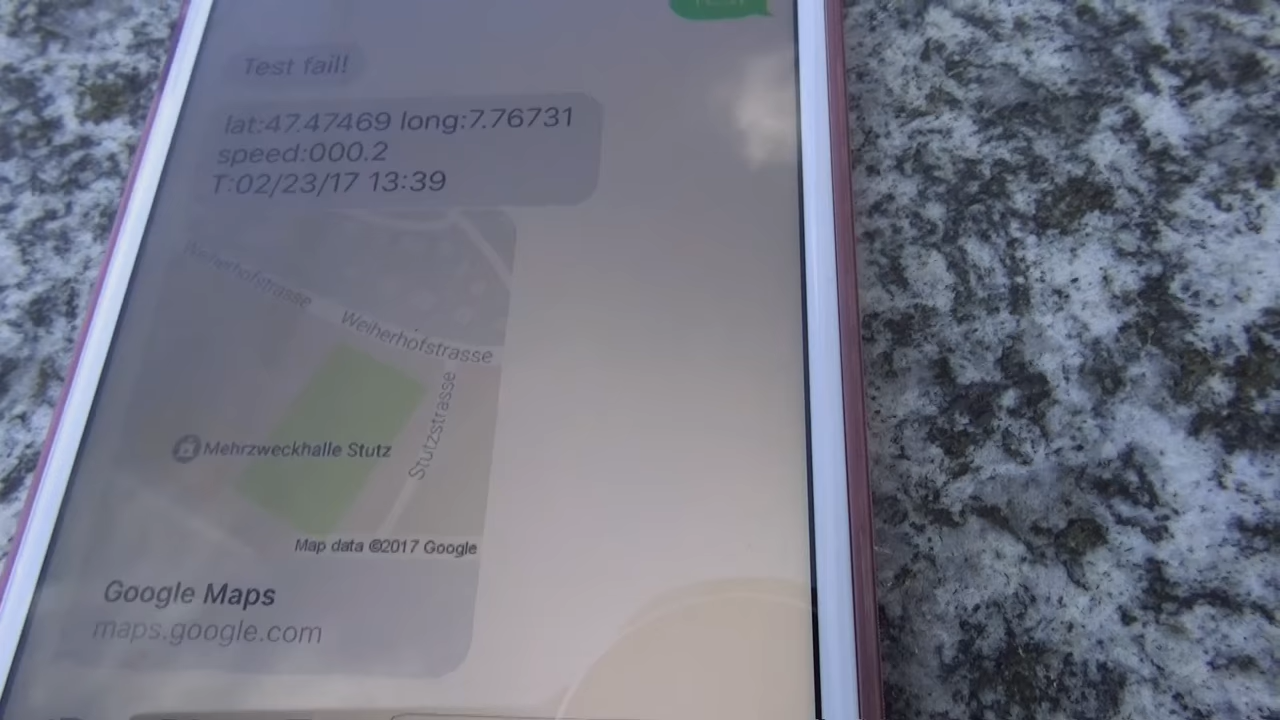 Test
Test fail!
lat:47.47469 long:7.76731
speed:000.2
T:02/23/17 13:39
Weiherhofstrasse
Weiherhofstrasse
Stutzstrasse
Mehrzweckhalle Stutz
Map data ©2017 Google
Google Maps
maps.google.com